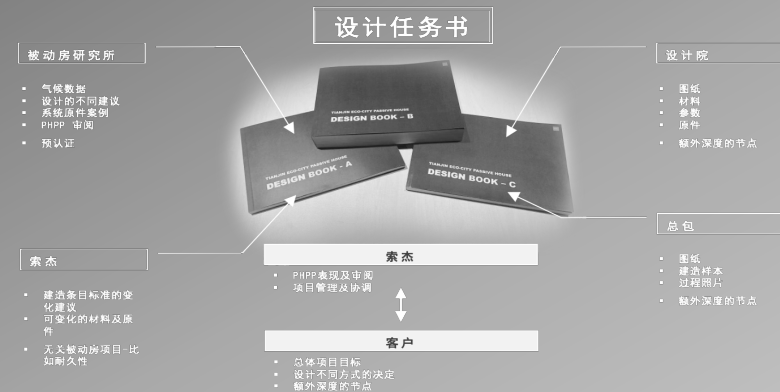 设计任务书
被动房研究所
气候数据
设计的不同建议
系统原件案例
PHPP 审阅
预认证
设计院
图纸
材料
参数
原件
额外深度的节点
TIANJIN ECO-CITY PASSIVE HOUSE
DESIGN BOOK – B
TIANJIN ECO-CITY PASSIVE HOUSE
DESIGN BOOK - A
TIANJIN ECO-CITY PASSIVE HOUSE
DESIGN BOOK – C
索杰
建造条目标准的变
化建议
可变化的材料及原
件
无关被动房项目-比
如耐久性
索杰
PHPP表现及审阅
项目管理及协调
客户
总体项目目标
设计不同方式的决定
额外深度的节点
总包
图纸
建造样本
过程照片
额外深度的节点